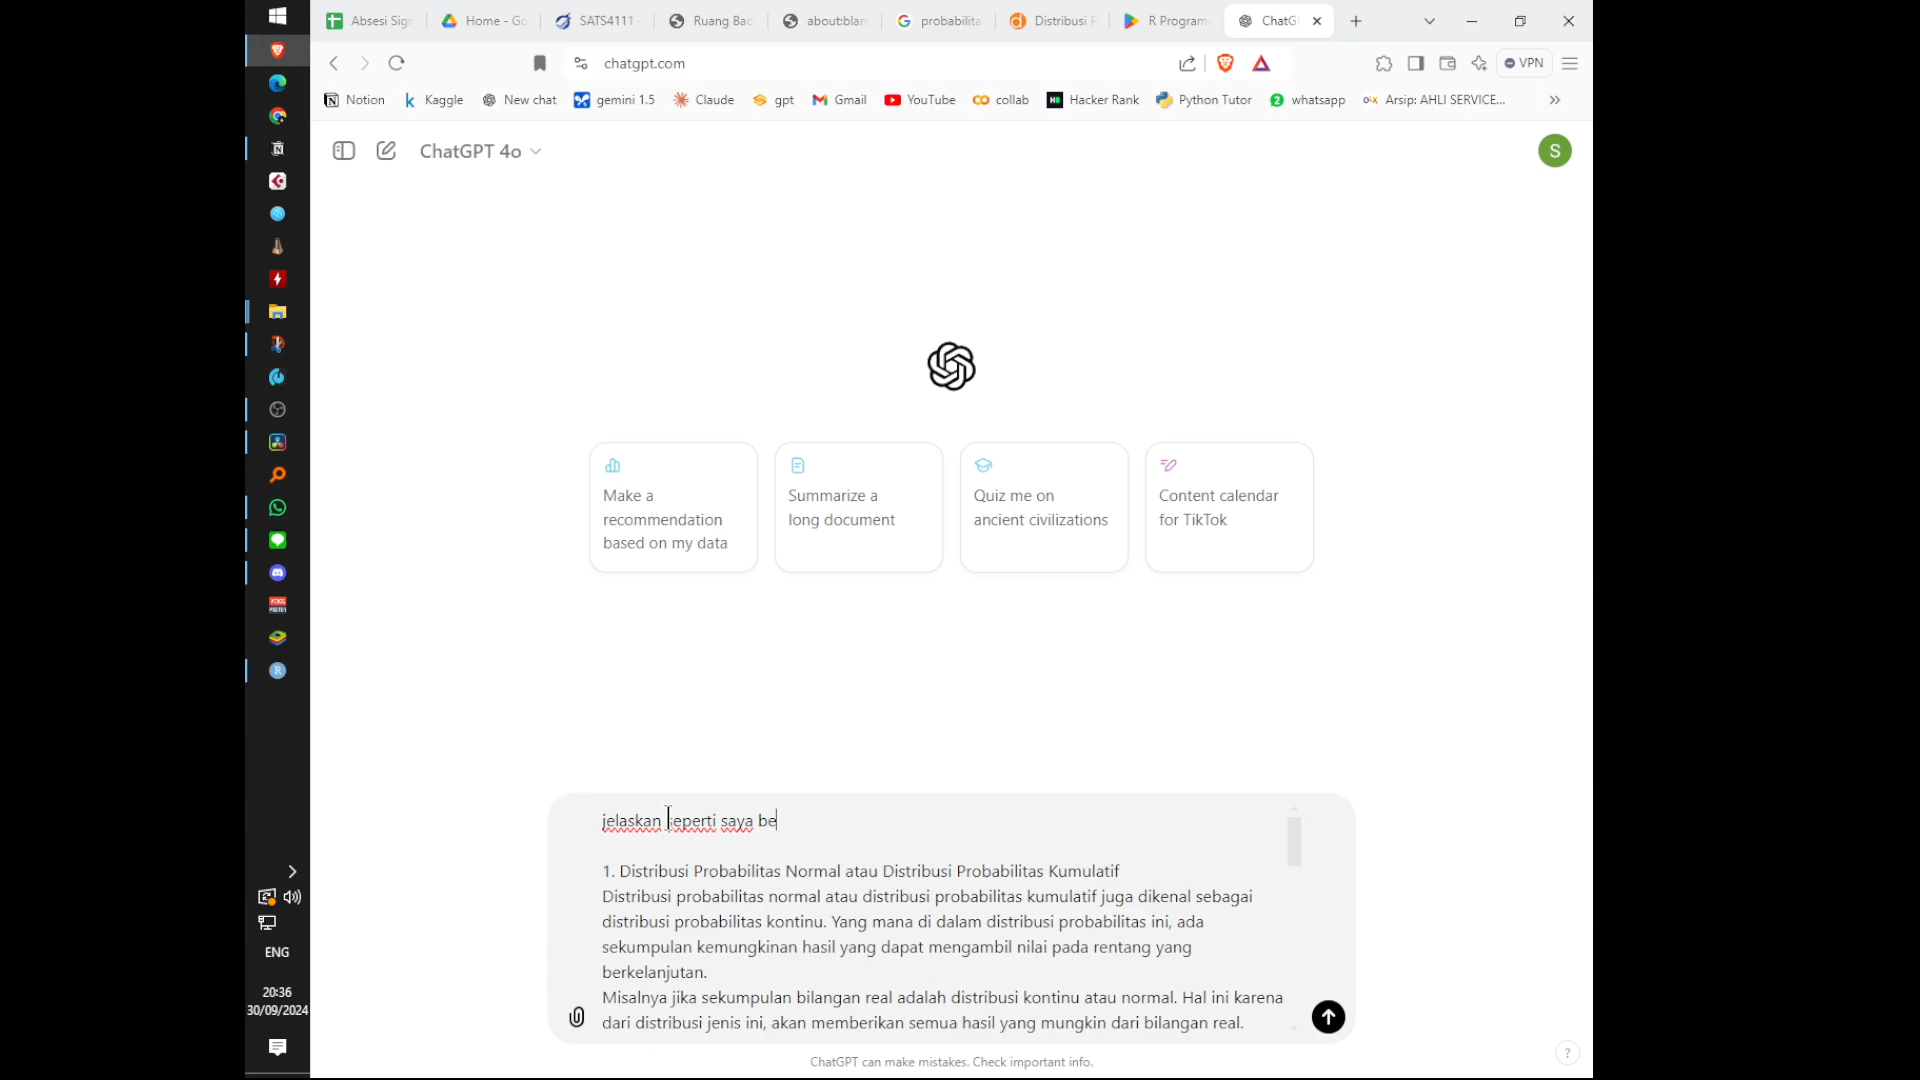 Absesi Sign
Home - Go
SATS4111 -
Ruang Bac
about:blan
probabilita
Distribusi P
R Program
ChatG
chatgpt.com
VPN
Notion
Kaggle
New chat
gemini 1.5
Claude
gpt
Gmail
YouTube
collab
Hacker Rank
Python Tutor
whatsapp
Arsip: AHLI SERVICE...
ChatGPT 4o
S
Make a
recommendation
based on my data
Summarize a
long document
Quiz me on
ancient civilizations
Content calendar
for TikTok
jelaskan seperti saya be
1. Distribusi Probabilitas Normal atau Distribusi Probabilitas Kumulatif
Distribusi probabilitas normal atau distribusi probabilitas kumulatif juga dikenal sebagai
distribusi probabilitas kontinu. Yang mana di dalam distribusi probabilitas ini, ada
sekumpulan kemungkinan hasil yang dapat mengambil nilai pada rentang yang
berkelanjutan.
Misalnya jika sekumpulan bilangan real adalah distribusi kontinu atau normal. Hal ini karena
dari distribusi jenis ini, akan memberikan semua hasil yang mungkin dari bilangan real.
ChatGPT can make mistakes. Check important info.
?
ENG
20:36
30/09/2024